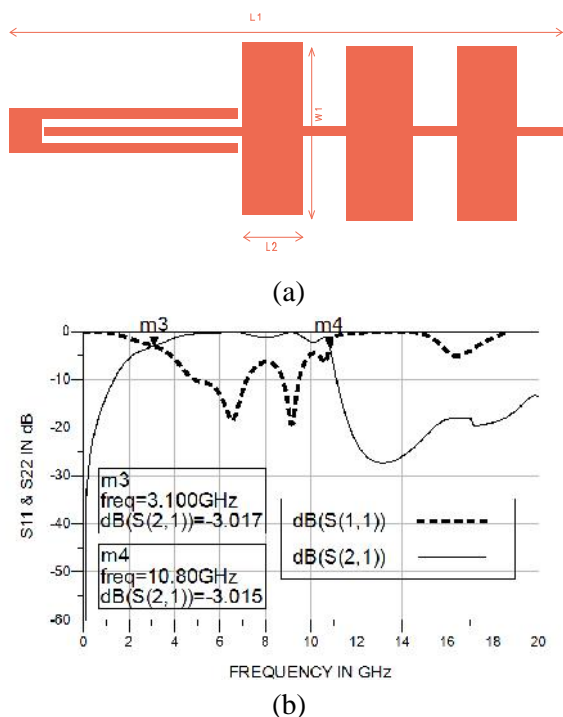 L1
W1
L2
(a)
m3
m4
0
-10
-20
-30
-40
-50
-60
S11 & S22 IN dB
m3
freq=3.100GHz
dB(S(2,1))=-3.017
m4
freq=10.80GHz
dB(S(2,1))=-3.015
dB(S(1,1))
dB(S(2,1))
0 2 4 6 8 10 12 14 16 18 20
FREQUENCY IN GHz
(b)